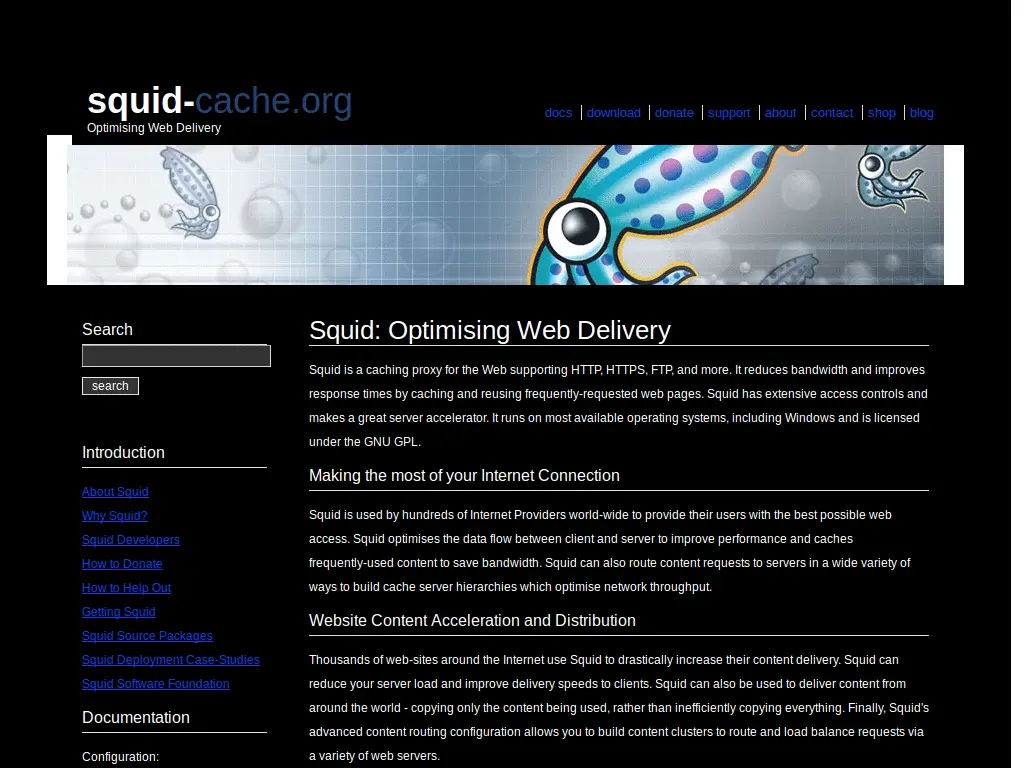 squid-cache.org
Optimising Web Delivery
docs download donate support about contact shop blog
Search
search
Introduction
About Squid
Why Squid?
Squid Developers
How to Donate
How to Help Out
Getting Squid
Squid Source Packages
Squid Deployment Case-Studies
Squid Software Foundation
Documentation
Configuration:
Squid: Optimising Web Delivery
Squid is a caching proxy for the Web supporting HTTP, HTTPS, FTP, and more. It reduces bandwidth and improves
response times by caching and reusing frequently-requested web pages. Squid has extensive access controls and
makes a great server accelerator. It runs on most available operating systems, including Windows and is licensed
under the GNU GPL.
Making the most of your Internet Connection
Squid is used by hundreds of Internet Providers world-wide to provide their users with the best possible web
access. Squid optimises the data flow between client and server to improve performance and caches
frequently-used content to save bandwidth. Squid can also route content requests to servers in a wide variety of
ways to build cache server hierarchies which optimise network throughput.
Website Content Acceleration and Distribution
Thousands of web-sites around the Internet use Squid to drastically increase their content delivery. Squid can
reduce your server load and improve delivery speeds to clients. Squid can also be used to deliver content from
around the world - copying only the content being used, rather than inefficiently copying everything. Finally, Squid's
advanced content routing configuration allows you to build content clusters to route and load balance requests via
a variety of web servers.